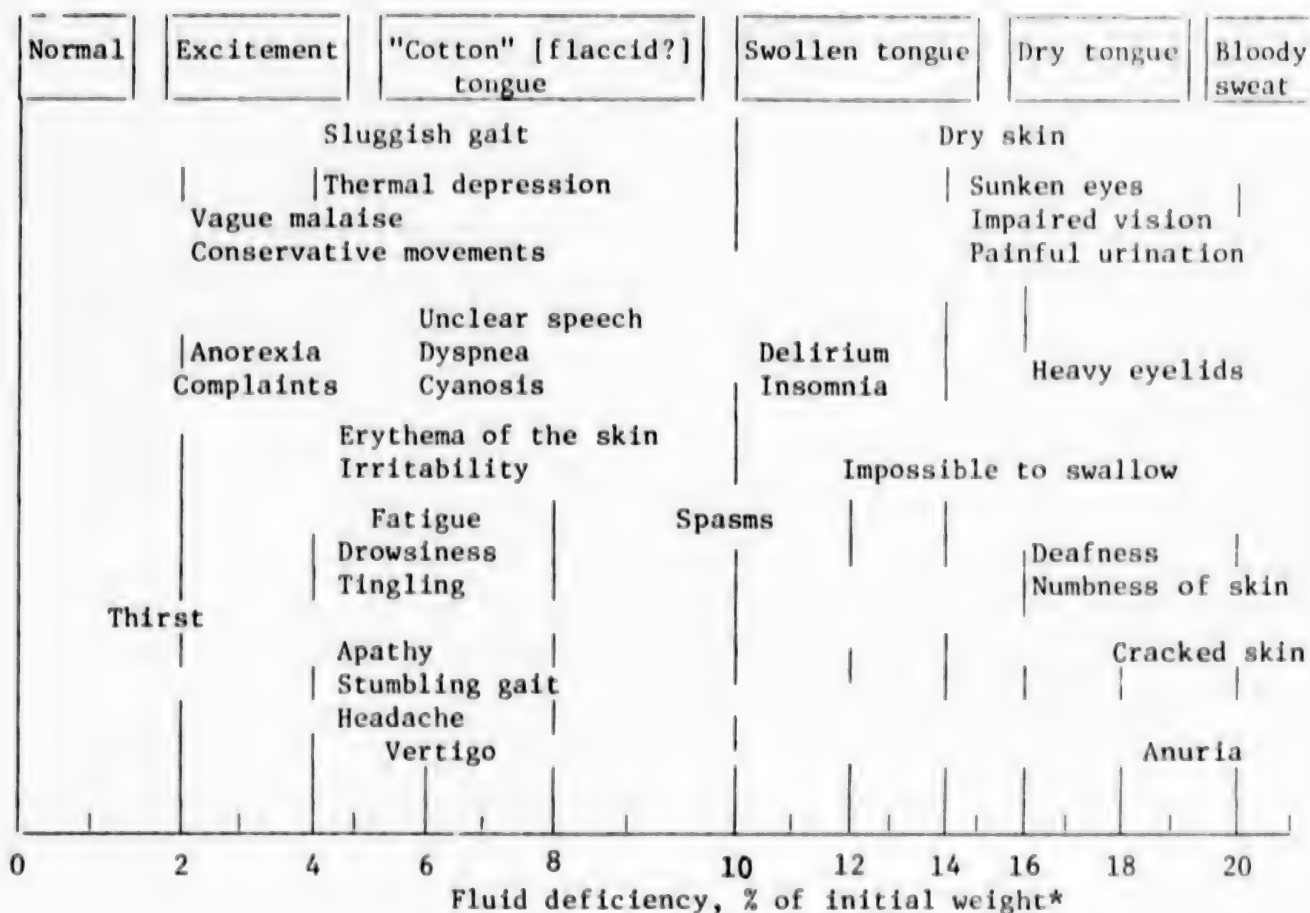 Normal Excitement "Cotton" [flaccid?] Swollen tongue Dry tongue Bloody
tongue sweat
Sluggish gait Dry skin
Thermal depression Sunken eyes
Vague malaise Impaired vision
Conservative movements Painful urination
Unclear speech
Anorexia Dyspnea Delirium
Complaints Cyanosis Insomnia Heavy eyelids
Erythema of the skin
Irritability Impossible to swallow
Fatigue Spasms
Drowsiness Deafness
Tingling Numbness of skin
Thirst
Apathy Cracked skin
Stumbling gait
Headache
Vertigo Anuria
0 2 4 6 8 10 12 14 16 18 20
Fluid deficiency, % of initial weight*